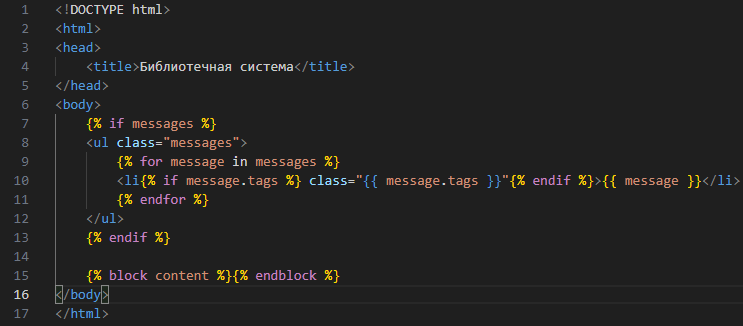 1 <!DOCTYPE html>
2 <html>
3 <head>
4 <title>Библиотечная система</title>
5 </head>
6 <body>
7 {% if messages %}
8 <ul class="messages">
9 {% for message in messages %}
10 <li{% if message.tags %} class="{{ message.tags }}"{% endif %}>{{ message }}</li>
11 {% endfor %}
12 </ul>
13 {% endif %}
14
15 {% block content %}{% endblock %}
16 </body>
17 </html>